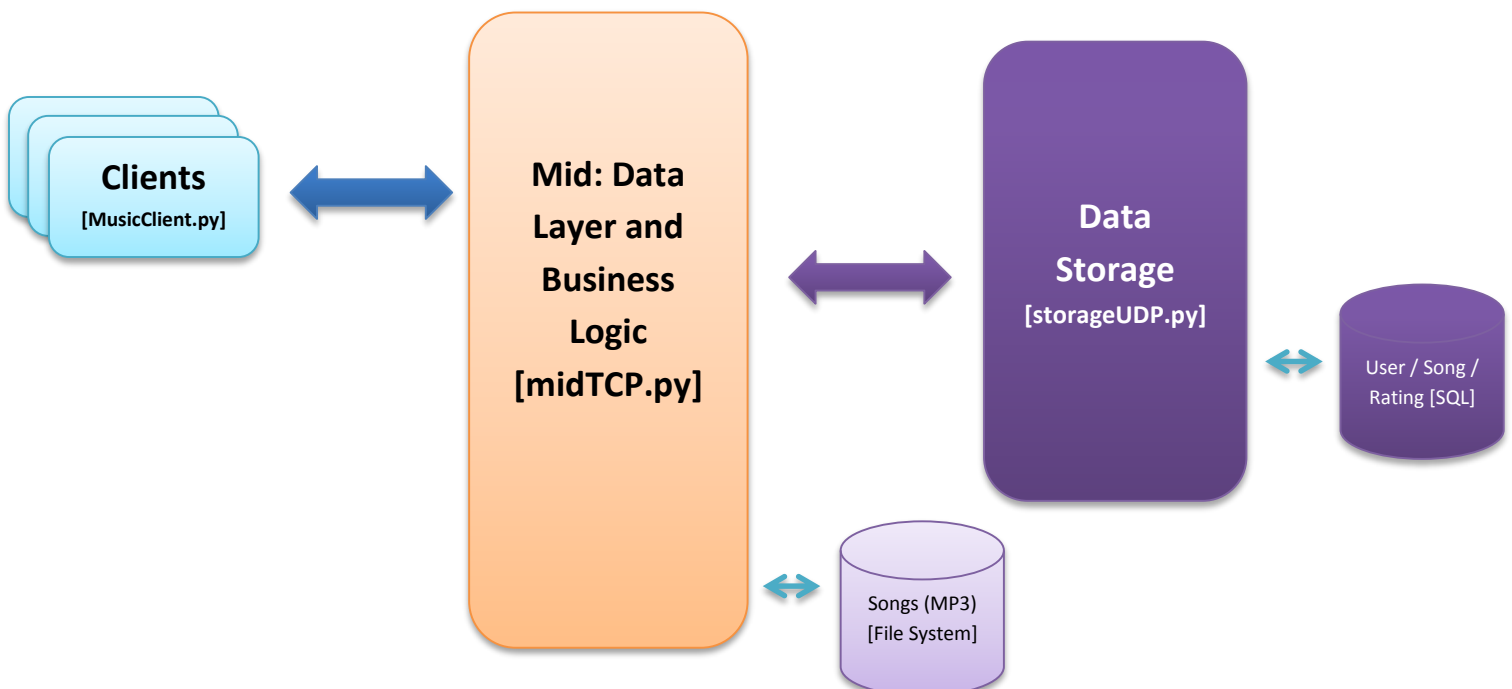 Clients
[MusicClient.py]
Mid: Data
Layer and
Business
Logic
[midTCP.py]
Data
Storage
[storageUDP.py]
User / Song /
Rating [SQL]
Songs (MP3)
[File System]